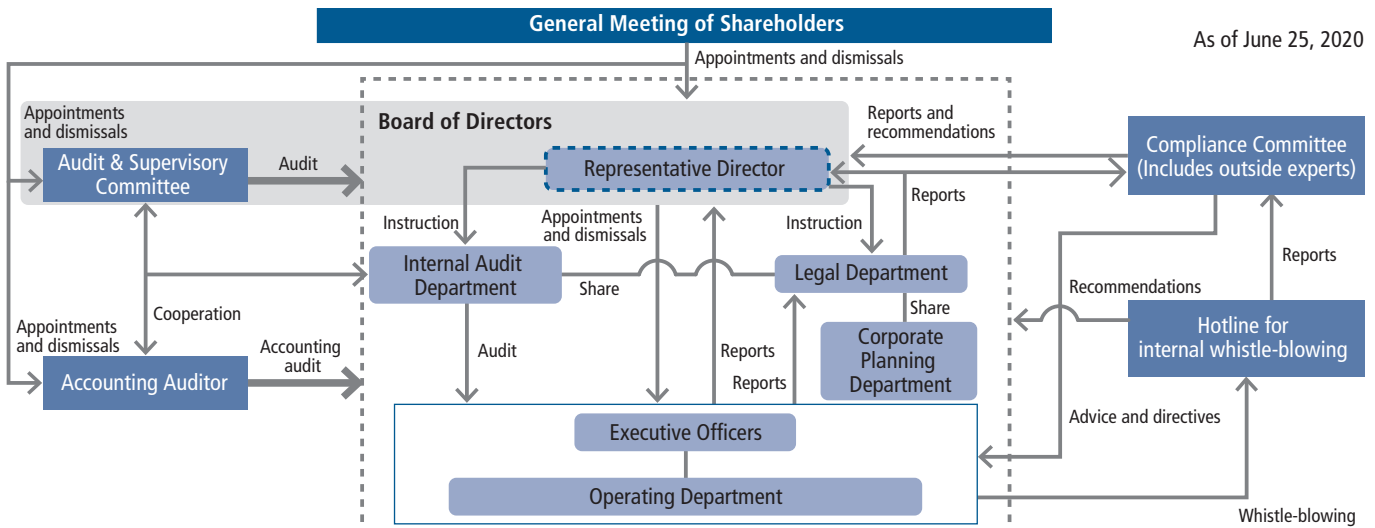 General Meeting of Shareholders
As of June 25, 2020
Appointments and dismissals
Appointments
and dismissals
Board of Directors
Reports and
recommendations
Audit & Supervisory
Committee
Audit
Representative Director
Compliance Committee
(Includes outside experts)
Reports
Instruction
Appointments
and dismissals
Instruction
Internal Audit
Department
Share
Legal Department
Reports
Recommendations
Share
Cooperation
Appointments
and dismissals
Accounting
audit
Accounting Auditor
Audit
Reports
Reports
Corporate
Planning
Department
Hotline for
internal whistle-blowing
Advice and directives
Executive Officers
Operating Department
Whistle-blowing